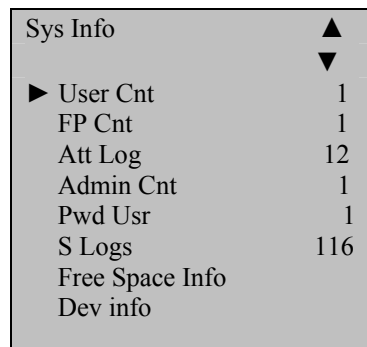 Sys Info ▲
▼
► User Cnt 1
FP Cnt 1
Att Log 12
Admin Cnt 1
Pwd Usr 1
S Logs 116
Free Space Info
Dev info